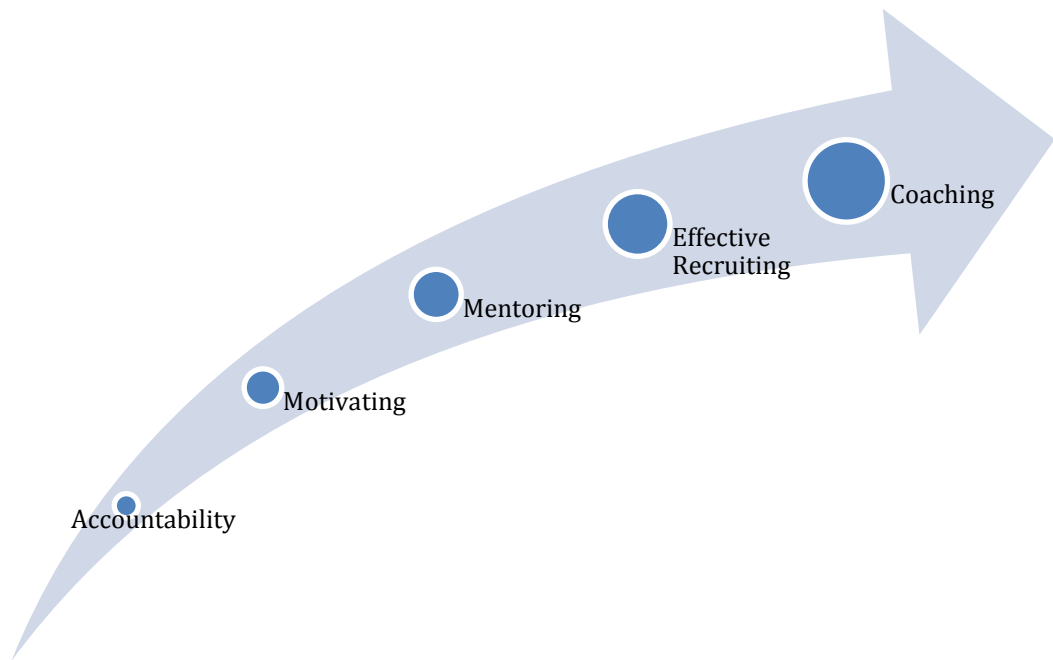 Coaching
Effective
Recruiting
Mentoring
Motivating
Accountability